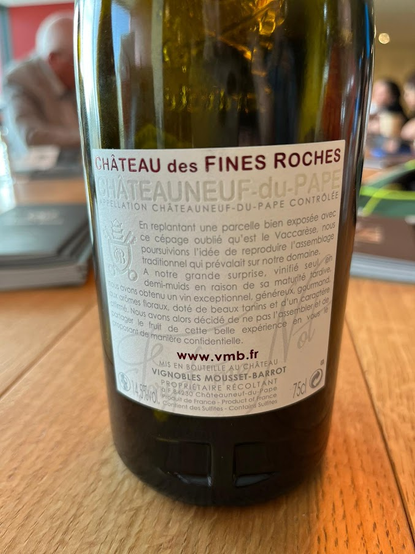 CHÂTEAU des FINES ROCHES
CHÂTEAUNEUF-du-PAPE
APPELLATION CHÂTEAUNEUF-DU-PAPE CONTRÔLÉE
En replantant une parcelle bien exposée avec
ce cépage oublié qu'est le Vaccarèse, nous
poursuivions l'idée de reproduire l'assemblage
traditionnel qui prévalait sur notre domaine.
A notre grande surprise, vinifié seul en
demi-muids en raison de sa maturité tardive,
nous avons obtenu un vin exceptionnel, généreux, gourmand,
aux arômes floraux, doté de beaux tanins et d'un caractère
affirmé. Nous avons alors décidé de ne pas l'assembler et de
partager le fruit de cette belle expérience en vous le
proposant de manière confidentielle.
www.vmb.fr
MIS EN BOUTEILLE AU CHÂTEAU
VIGNOBLES MOUSSET-BARROT
PROPRIÉTAIRE RÉCOLTANT
84230 Châteauneuf-du-Pape
Produit de France - Product of France
Contient des Sulfites - Contains Sulfites
14,5%vol
75cl